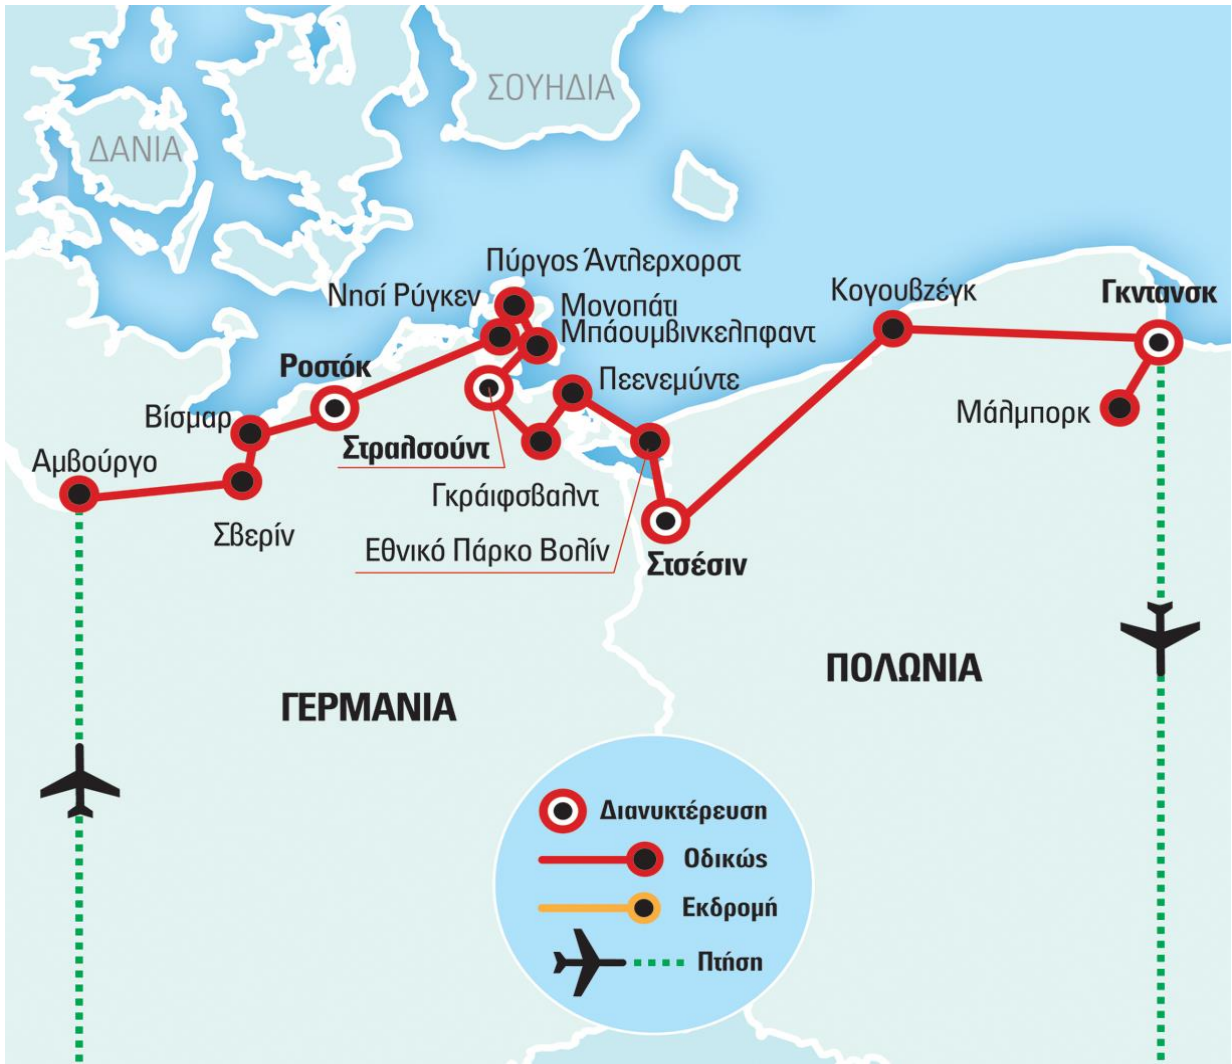 ΣΟΥΗΔΙΑ
ΔΑΝΙΑ
Πύργος Άντλερχορστ
Νησί Ρύγκεν
Μονοπάτι
Μπάουμβινκελπφαντ
Κογουβζέγκ
Γκντανσκ
Ροστόκ
Πεενεμύντε
Βίσμαρ
Μάλμπορκ
Στραλσούντ
Αμβούργο
Γκράιφσβαλντ
Σβερίν
Εθνικό Πάρκο Βολίν
Στσέσιν
ΠΟΛΩΝΙΑ
ΓΕΡΜΑΝΙΑ
Διανυκτέρευση
Οδικώς
Εκδρομή
Πτήση